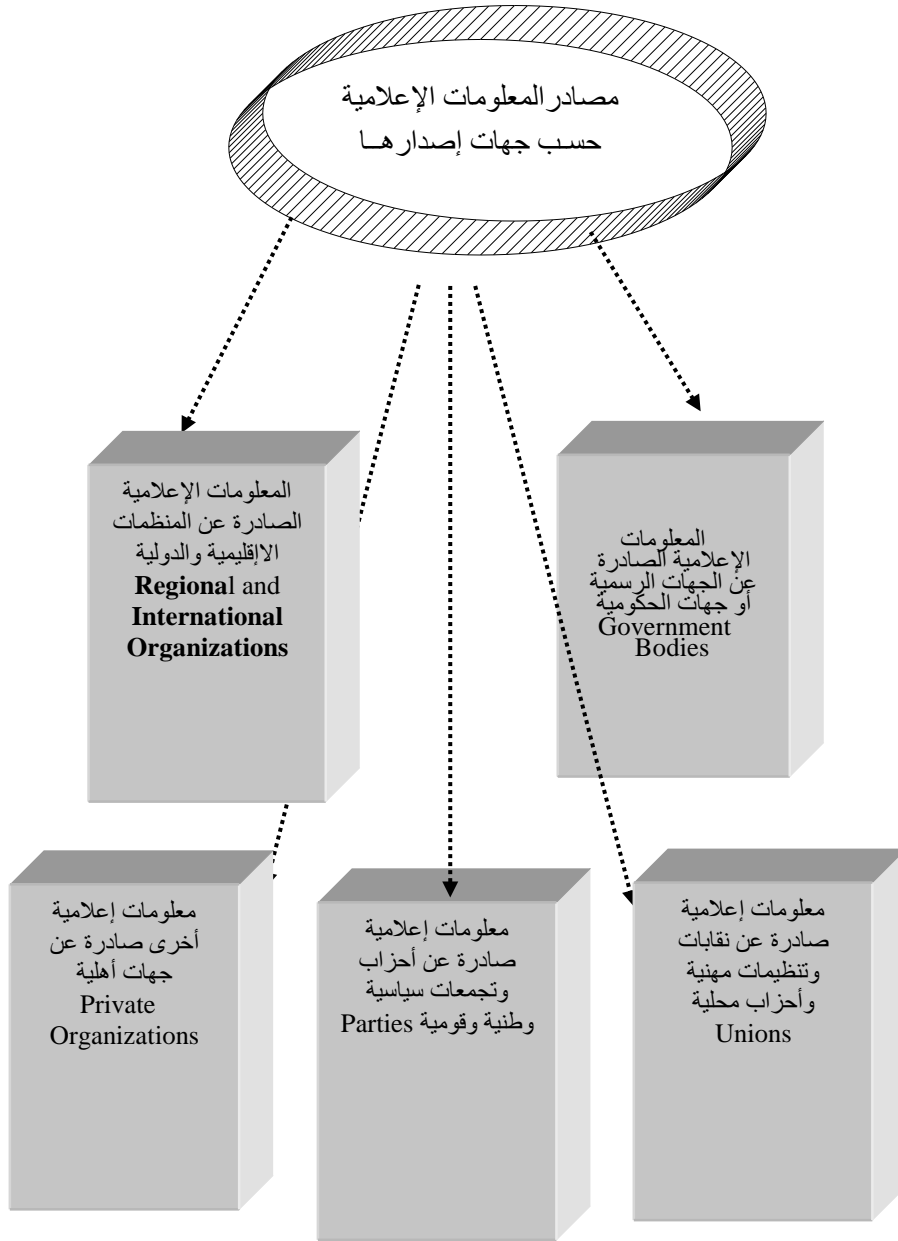 مصادر المعلومات الإعلامية
حسب جهات إصدارهـا
المعلومات
الإعلامية الصادرة
عن الجهات الرسمية
أو جهات الحكومية
Government
Bodies
المعلومات الإعلامية
الصادرة عن المنظمات
الاإقليمية والدولية
Regional and
International
Organizations
معلومات إعلامية
صادرة عن نقابات
وتنظيمات مهنية
وأحزاب محلية
Unions
معلومات إعلامية
صادرة عن أحزاب
وتجمعات سياسية
وطنية وقومية Parties
معلومات إعلامية
أخرى صادرة عن
جهات أهلية
Private
Organizations